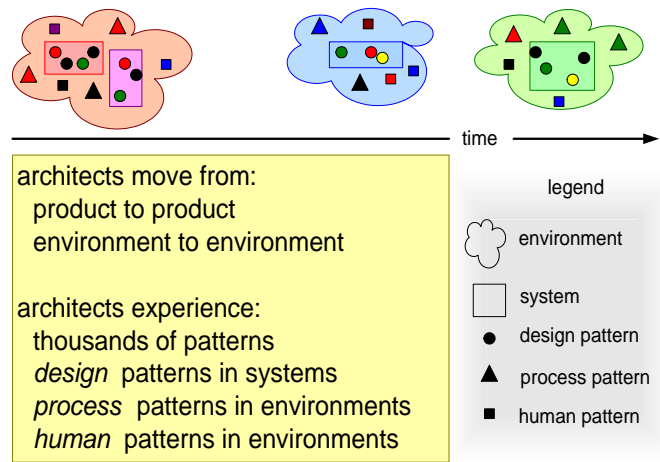 time
architects move from:
product to product
environment to environment
architects experience:
thousands of patterns
design patterns in systems
process patterns in environments
human patterns in environments
legend
environment
system
design pattern
process pattern
human pattern